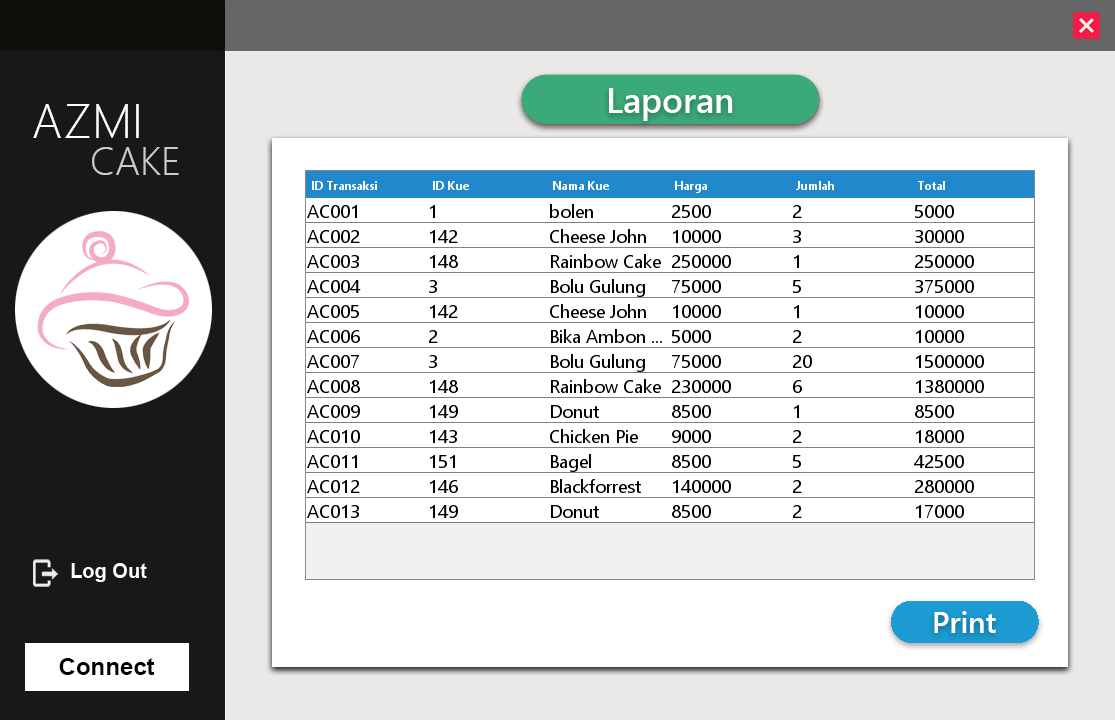 AZMI
CAKE
Log Out
Connect
Laporan
ID Transaksi ID Kue Nama Kue Harga Jumlah Total
AC001 1 bolen 2500 2 5000
AC002 142 Cheese John 10000 3 30000
AC003 148 Rainbow Cake 250000 1 250000
AC004 3 Bolu Gulung 75000 5 375000
AC005 142 Cheese John 10000 1 10000
AC006 2 Bika Ambon ... 5000 2 10000
AC007 3 Bolu Gulung 75000 20 1500000
AC008 148 Rainbow Cake 230000 6 1380000
AC009 149 Donut 8500 1 8500
AC010 143 Chicken Pie 9000 2 18000
AC011 151 Bagel 8500 5 42500
AC012 146 Blackforrest 140000 2 280000
AC013 149 Donut 8500 2 17000
Print